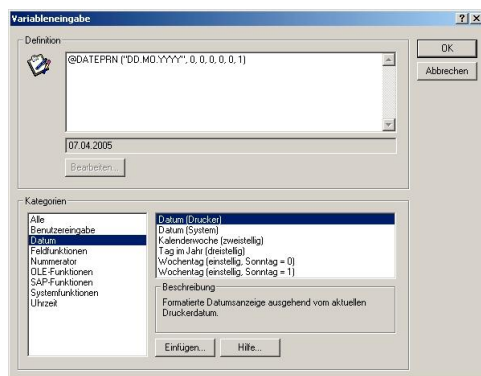 Variableneingabe
Definition
@DATEPRN ("DD.MO.YYYY", 0, 0, 0, 0, 0, 1)
07.04.2005
Bearbeiten...
OK
Abbrechen
Kategorien
Alle
Benutzereingabe
Datum
Feldfunktionen
Nummerator
OLE-Funktionen
SAP-Funktionen
Systemfunktionen
Uhrzeit
Datum (Drucker)
Datum (System)
Kalenderwoche (zweistellig)
Tag im Jahr (dreistellig)
Wochentag (einstellig, Sonntag = 0)
Wochentag (einstellig, Sonntag = 1)
Beschreibung
Formatierte Datumsanzeige ausgehend vom aktuellen
Druckerdatum.
Einfügen...
Hilfe...